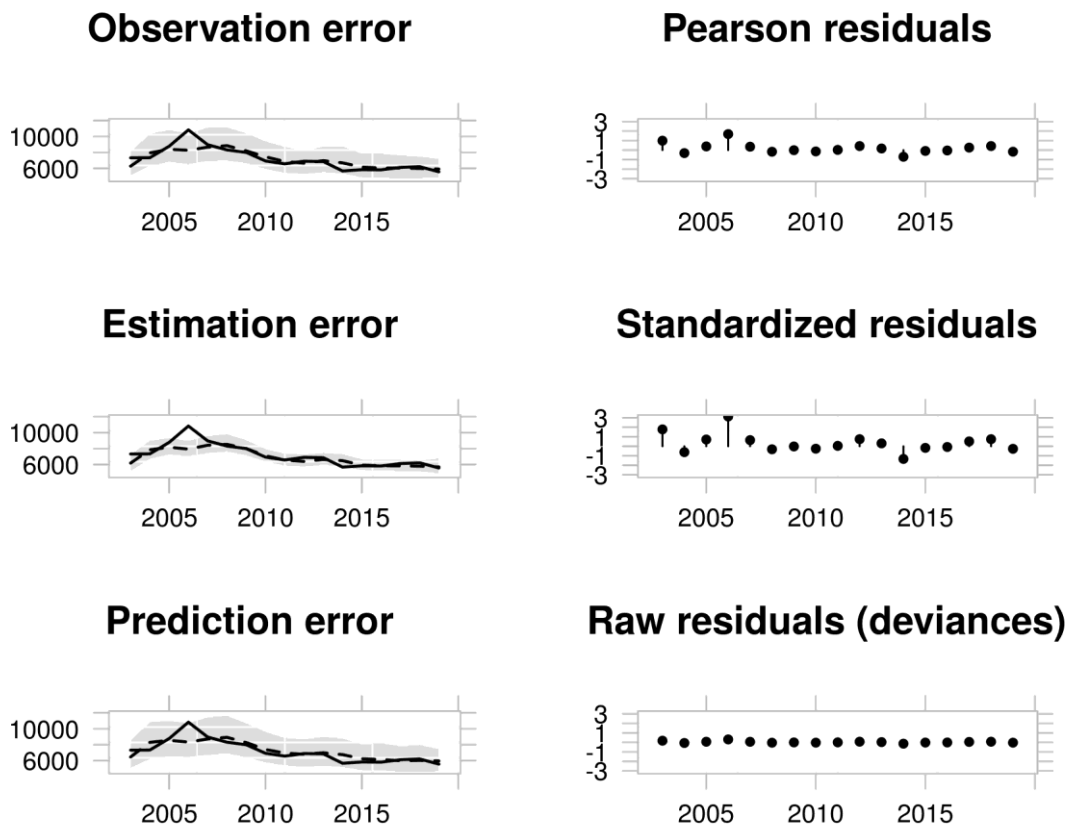 Observation error
10000
6000
2005 2010 2015
Pearson residuals
3
1
-1
-3
2005 2010 2015
Estimation error
10000
6000
2005 2010 2015
Standardized residuals
3
1
-1
-3
2005 2010 2015
Prediction error
10000
6000
2005 2010 2015
Raw residuals (deviances)
3
1
-1
-3
2005 2010 2015